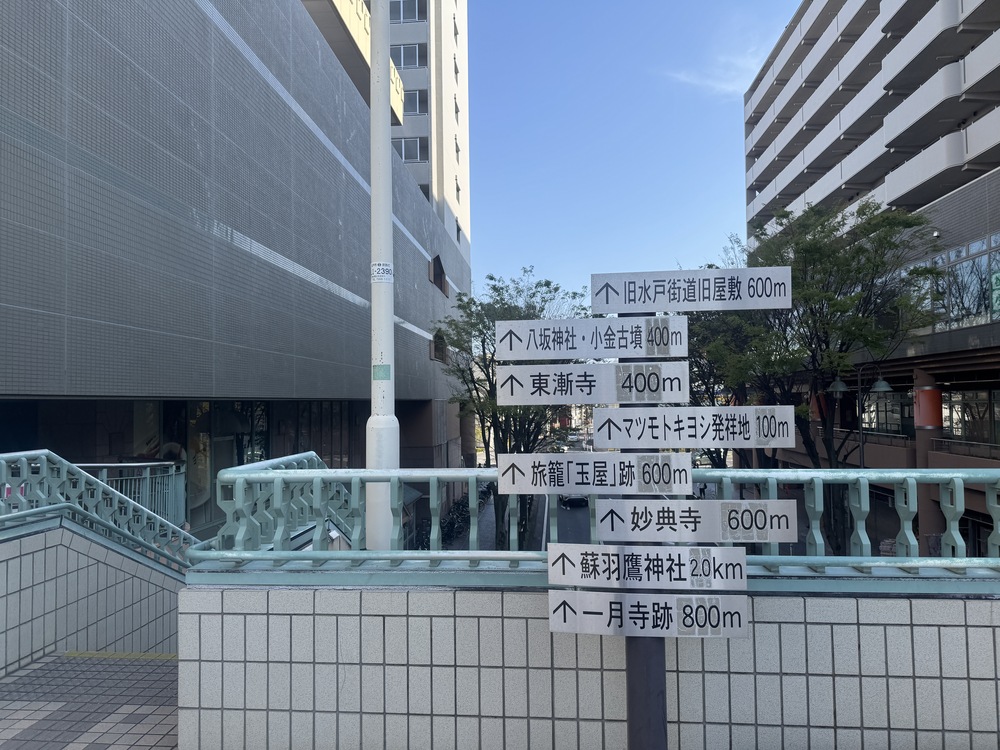 -2390
↑旧水戸街道旧屋敷 600m
↑八坂神社・小金古墳 400m
↑東漸寺 400m
↑マツモトキヨシ発祥地 100m
↑旅籠「玉屋」跡 600m
↑妙典寺 600m
↑蘇羽鷹神社 2.0km
↑一月寺跡 800m